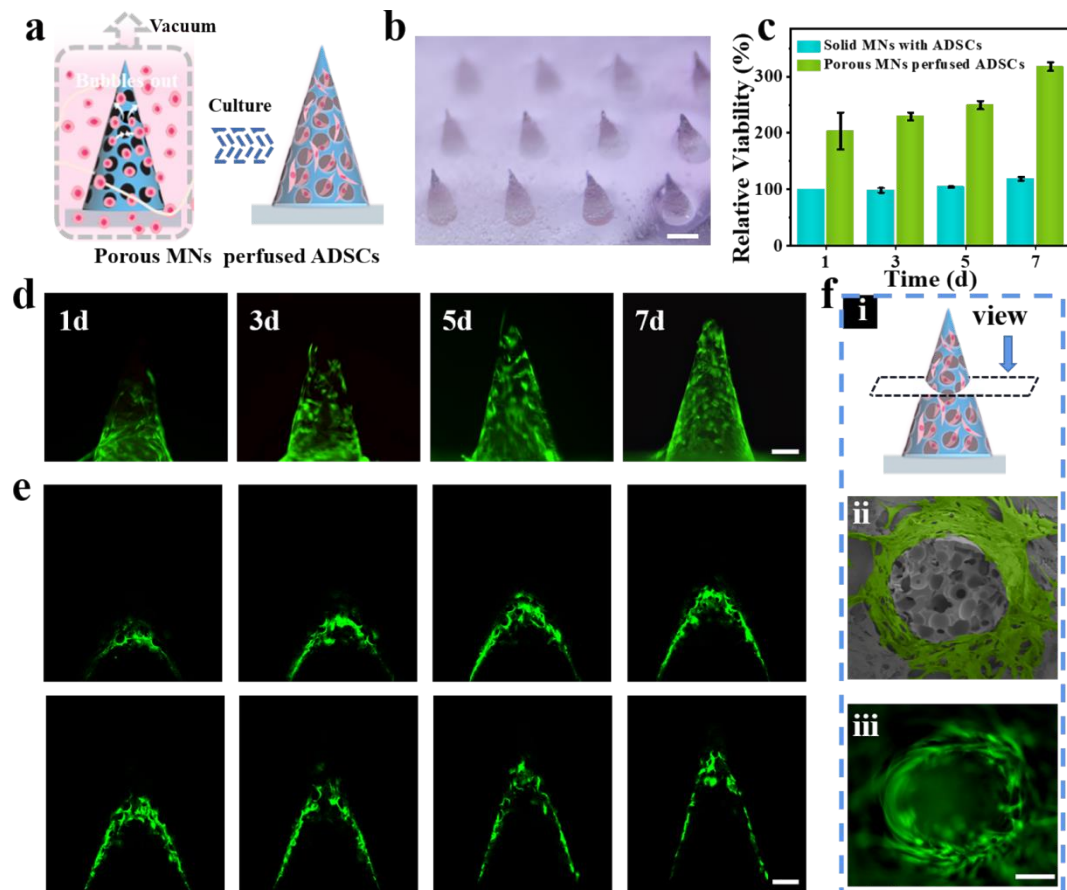 a
Vacuum
Bubbles out
Culture
Porous MNs perfused ADSCs
b
c
Relative Viability (%)
Solid MNs with ADSCs
Porous MNs perfused ADSCs
300
200
100
0
1
3
5
7
Time (d)
d
1d
3d
5d
7d
e
f
i
view
ii
iii